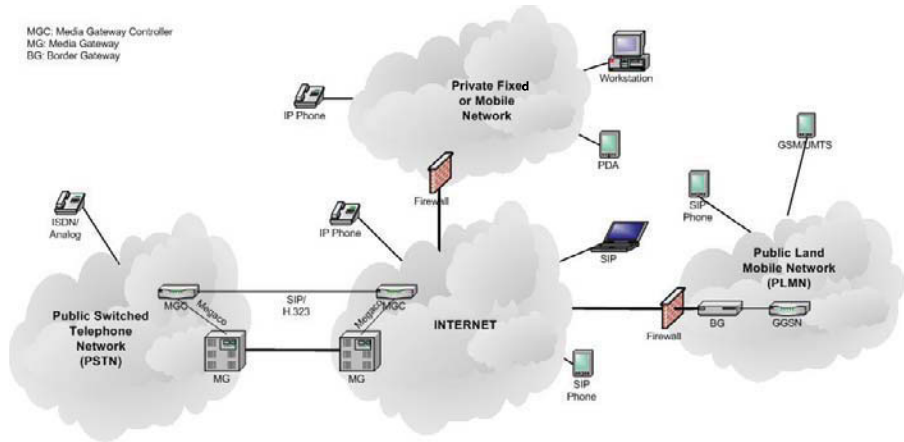 MGC: Media Gateway Controller
MG: Media Gateway
BG: Border Gateway
Private Fixed
or Mobile
Network
Workstation
IP Phone
PDA
GSM/UMTS
Firewall
SIP
Phone
ISDN/
Analog
IP Phone
SIP
Public Land
Mobile Network
(PLMN)
MGC
Megaco
SIP/
H.323
Megaco
MGC
Public Switched
Telephone
Network
(PSTN)
INTERNET
Firewall
BG
GGSN
MG
MG
SIP
Phone